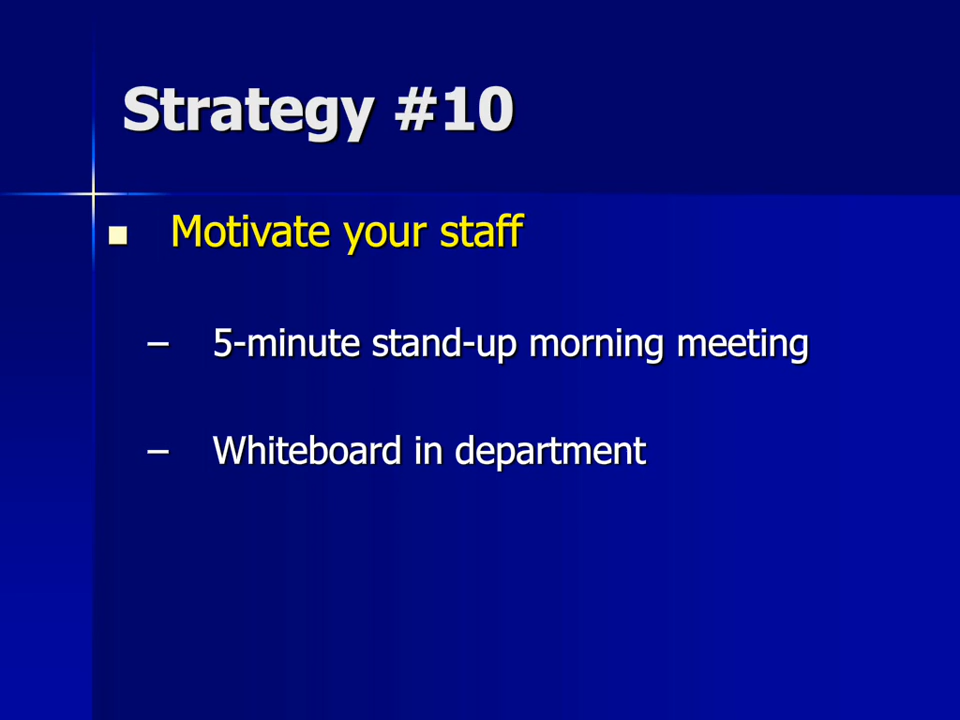 Strategy #10
Motivate your staff
– 5-minute stand-up morning meeting
– Whiteboard in department